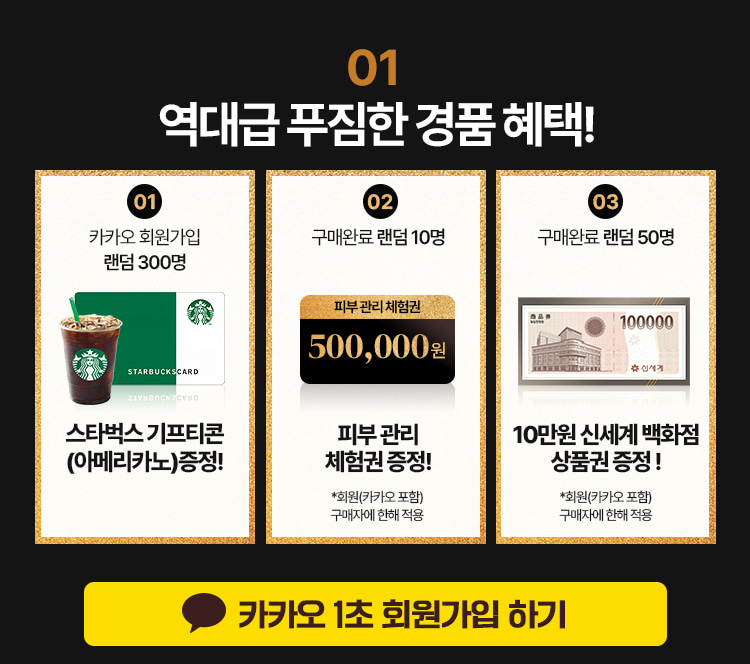 01
역대급 푸짐한 경품 혜택!
01
카카오 회원가입
랜덤 300명
STARBUCKSCARD
스타벅스 기프티콘
(아메리카노)증정!
02
구매완료 랜덤 10명
피부 관리 체험권
500,000원
피부 관리
체험권 증정!
*회원(카카오 포함)
구매자에 한해 적용
03
구매완료 랜덤 50명
商品券
100000
신세계
10만원 신세계 백화점
상품권 증정 !
*회원(카카오 포함)
구매자에 한해 적용
카카오 1초 회원가입 하기